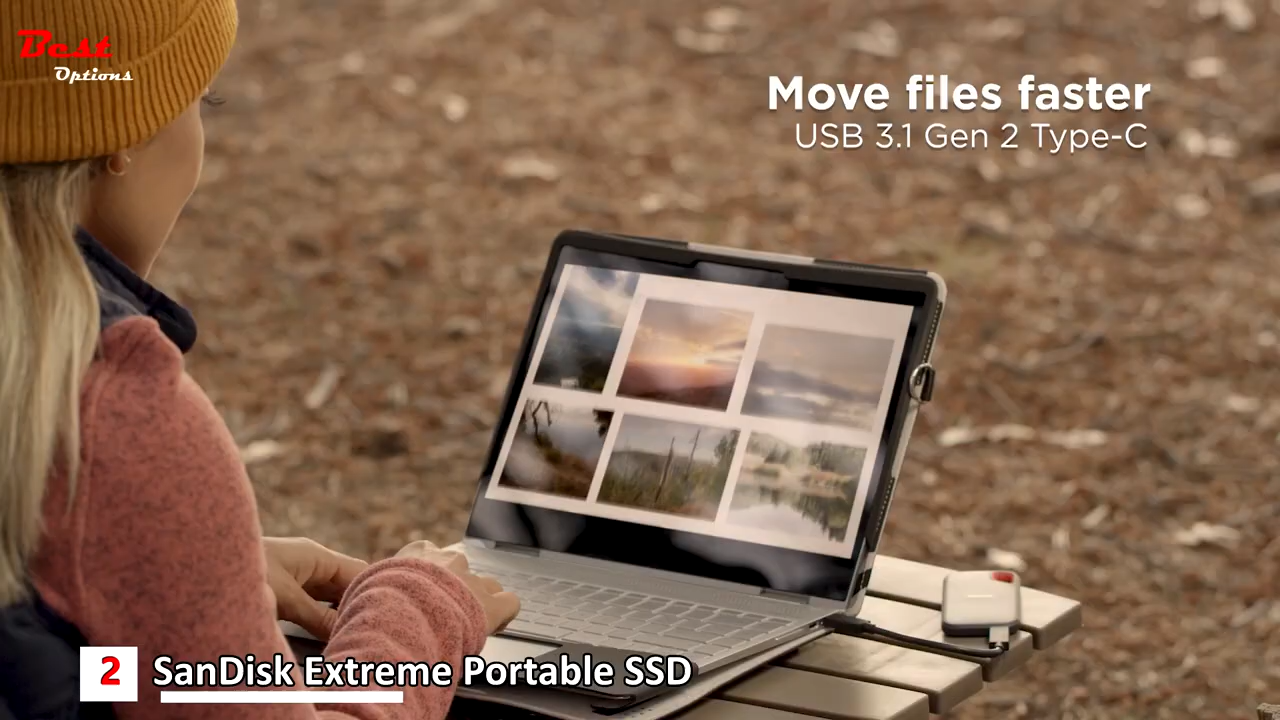 Best
Options
Move files faster
USB 3.1 Gen 2 Type-C
2 SanDisk Extreme Portable SSD